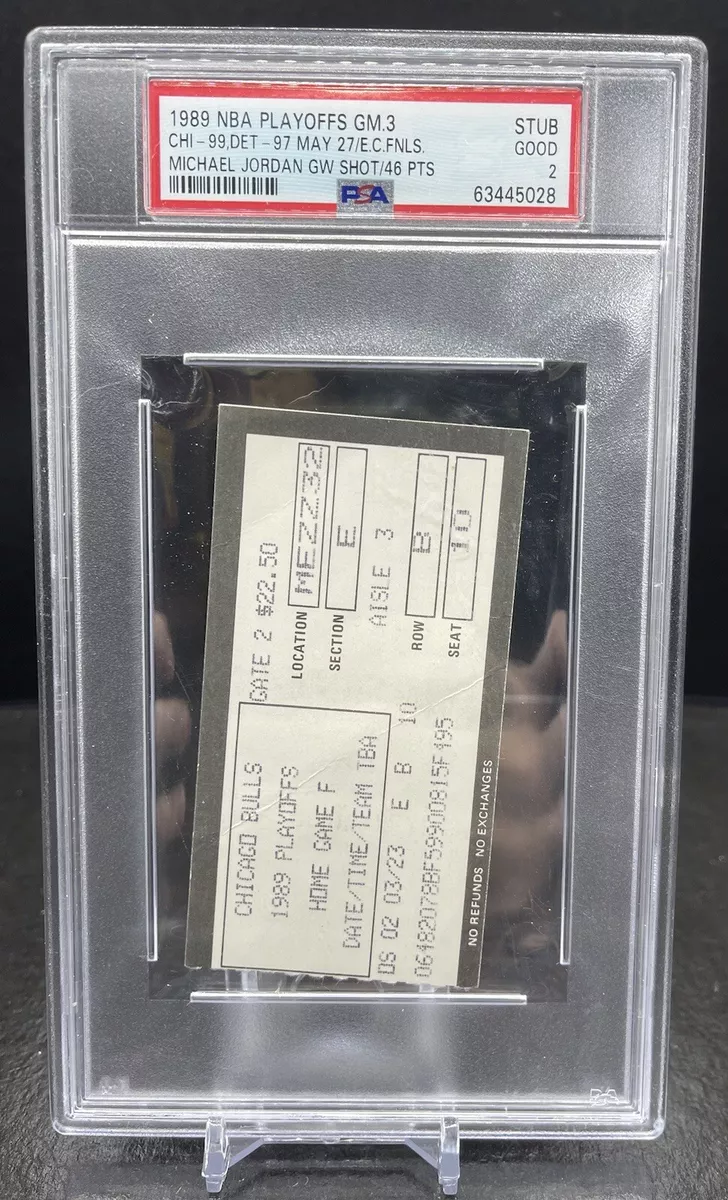 1989 NBA PLAYOFFS GM.3 STUB
CHI-99,DET-97 MAY 27/E.C.FNLS. GOOD
MICHAEL JORDAN GW SHOT/46 PTS 2
PSA 63445028
CHICAGO BULLS
1989 PLAYOFFS
HOME GAME F
DATE/TIME/TEAM TBA
GATE 2 $22.50
LOCATION
SECTION E
AISLE 3
ROW B
SEAT 10
DS 02 03/23 E B 10
NO REFUNDS NO EXCHANGES